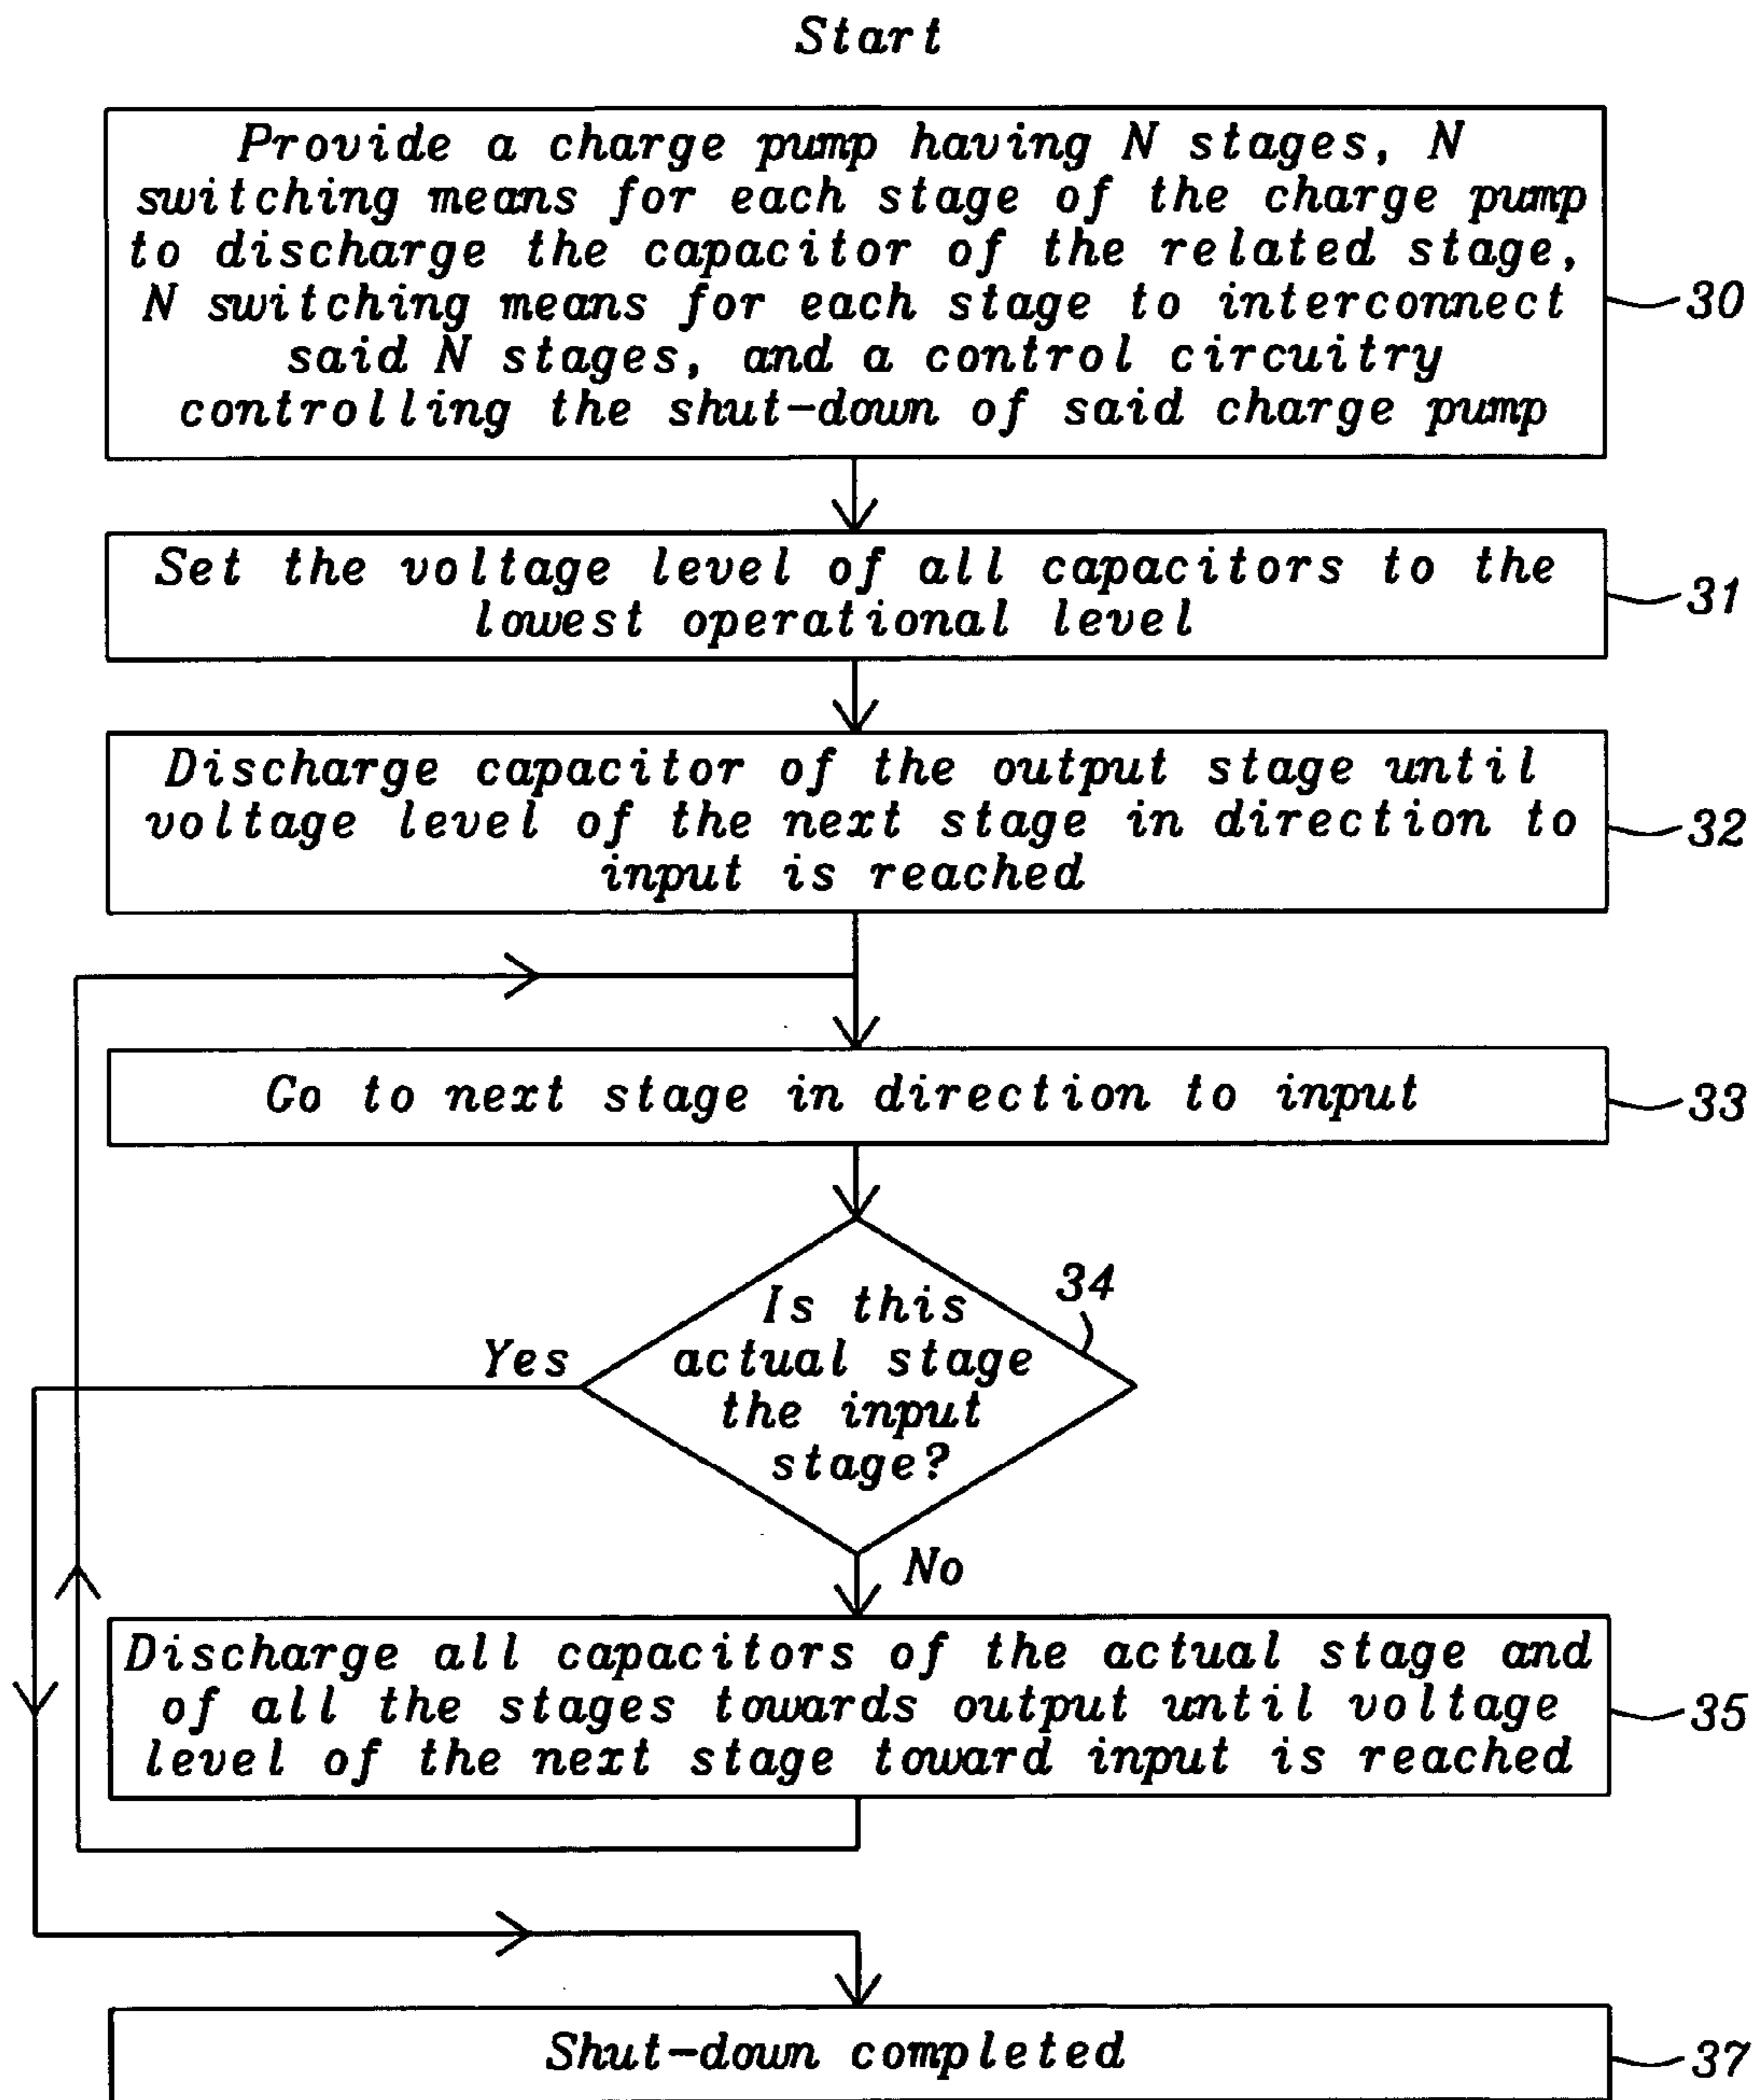 Start
Provide a charge pump having N stages, N
switching means for each stage of the charge pump
to discharge the capacitor of the related stage,
N switching means for each stage to interconnect
said N stages, and a control circuitry
controlling the shut-down of said charge pump
30
Set the voltage level of all capacitors to the
lowest operational level
31
Discharge capacitor of the output stage until
voltage level of the next stage in direction to
input is reached
32
Go to next stage in direction to input
33
34
Is this
actual stage
the input
stage?
Yes
No
Discharge all capacitors of the actual stage and
of all the stages towards output until voltage
level of the next stage toward input is reached
35
Shut-down completed
37